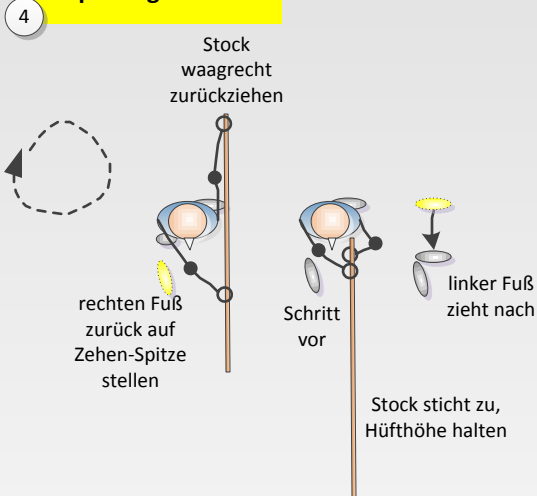 4
Stock
waagrecht
zurückziehen
rechten Fuß
zurück auf
Zehen-Spitze
stellen
Schritt
vor
linker Fuß
zieht nach
Stock sticht zu,
Hüfthöhe halten